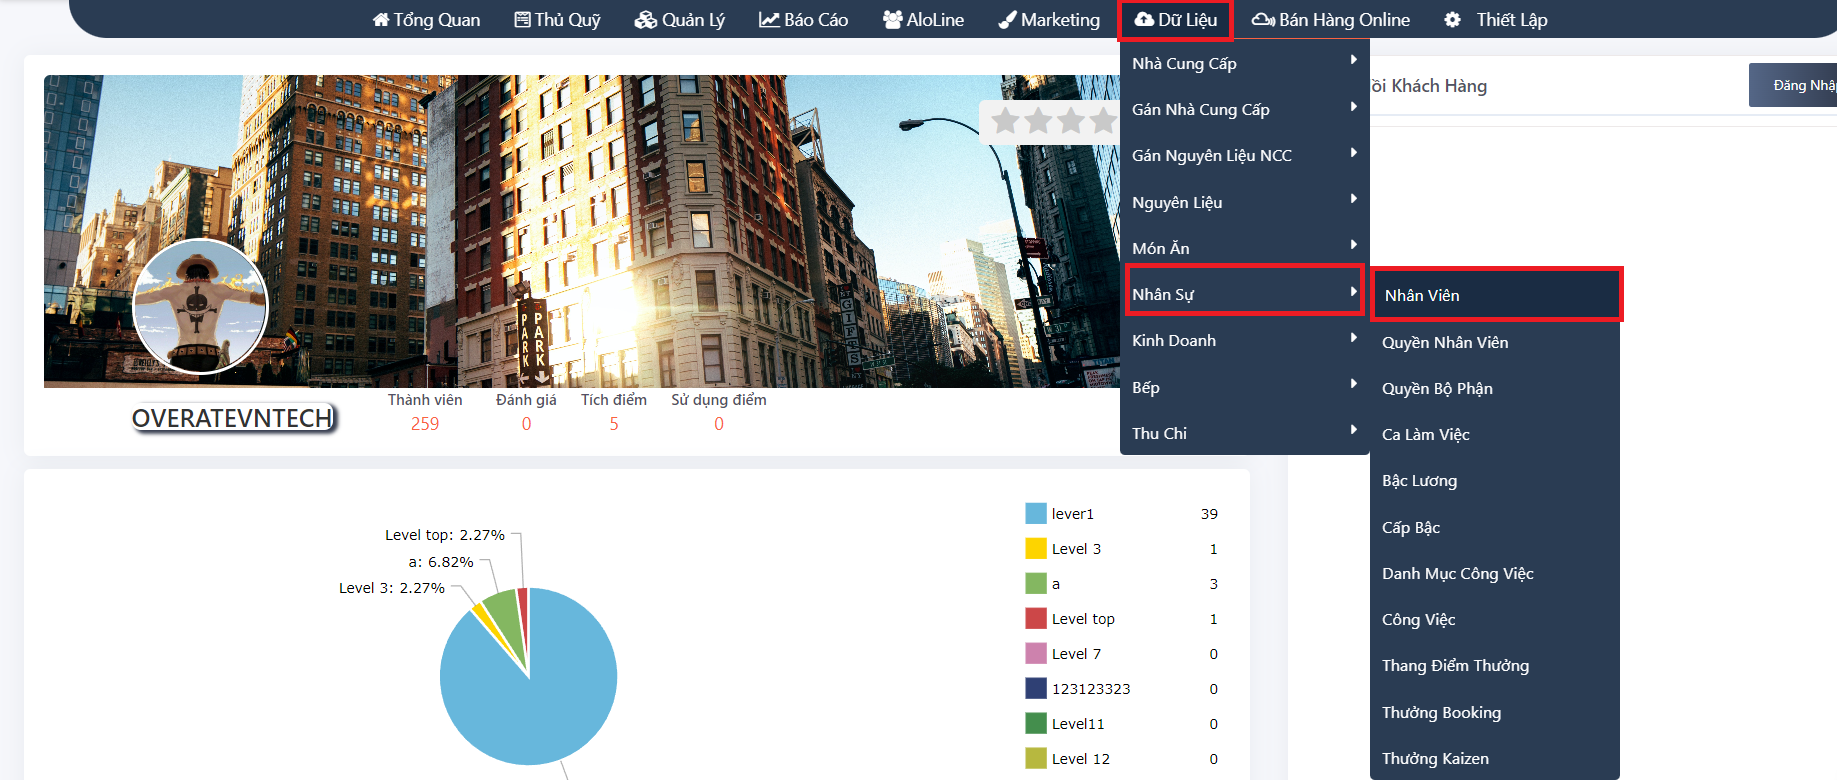 Tổng Quan Thủ Quỹ Quản Lý Báo Cáo AloLine Marketing Dữ Liệu Bán Hàng Online Thiết Lập
Nhà Cung Cấp
Gán Nhà Cung Cấp
Gán Nguyên Liệu NCC
Nguyên Liệu
Món Ăn
Nhân Sự
Kinh Doanh
Bếp
Thu Chi
Nhân Viên
Quyền Nhân Viên
Quyền Bộ Phận
Ca Làm Việc
Bậc Lương
Cấp Bậc
Danh Mục Công Việc
Công Việc
Thang Điểm Thưởng
Thưởng Booking
Thưởng Kaizen
ồi Khách Hàng
Đăng Nhập
PARK
PARK
GIFTS
OVERATEVNTECH
Thành viên Đánh giá Tích điểm Sử dụng điểm
259 0 5 0
Level top: 2.27%
a: 6.82%
Level 3: 2.27%
lever1 39
Level 3 1
a 3
Level top 1
Level 7 0
123123323 0
Level11 0
Level 12 0